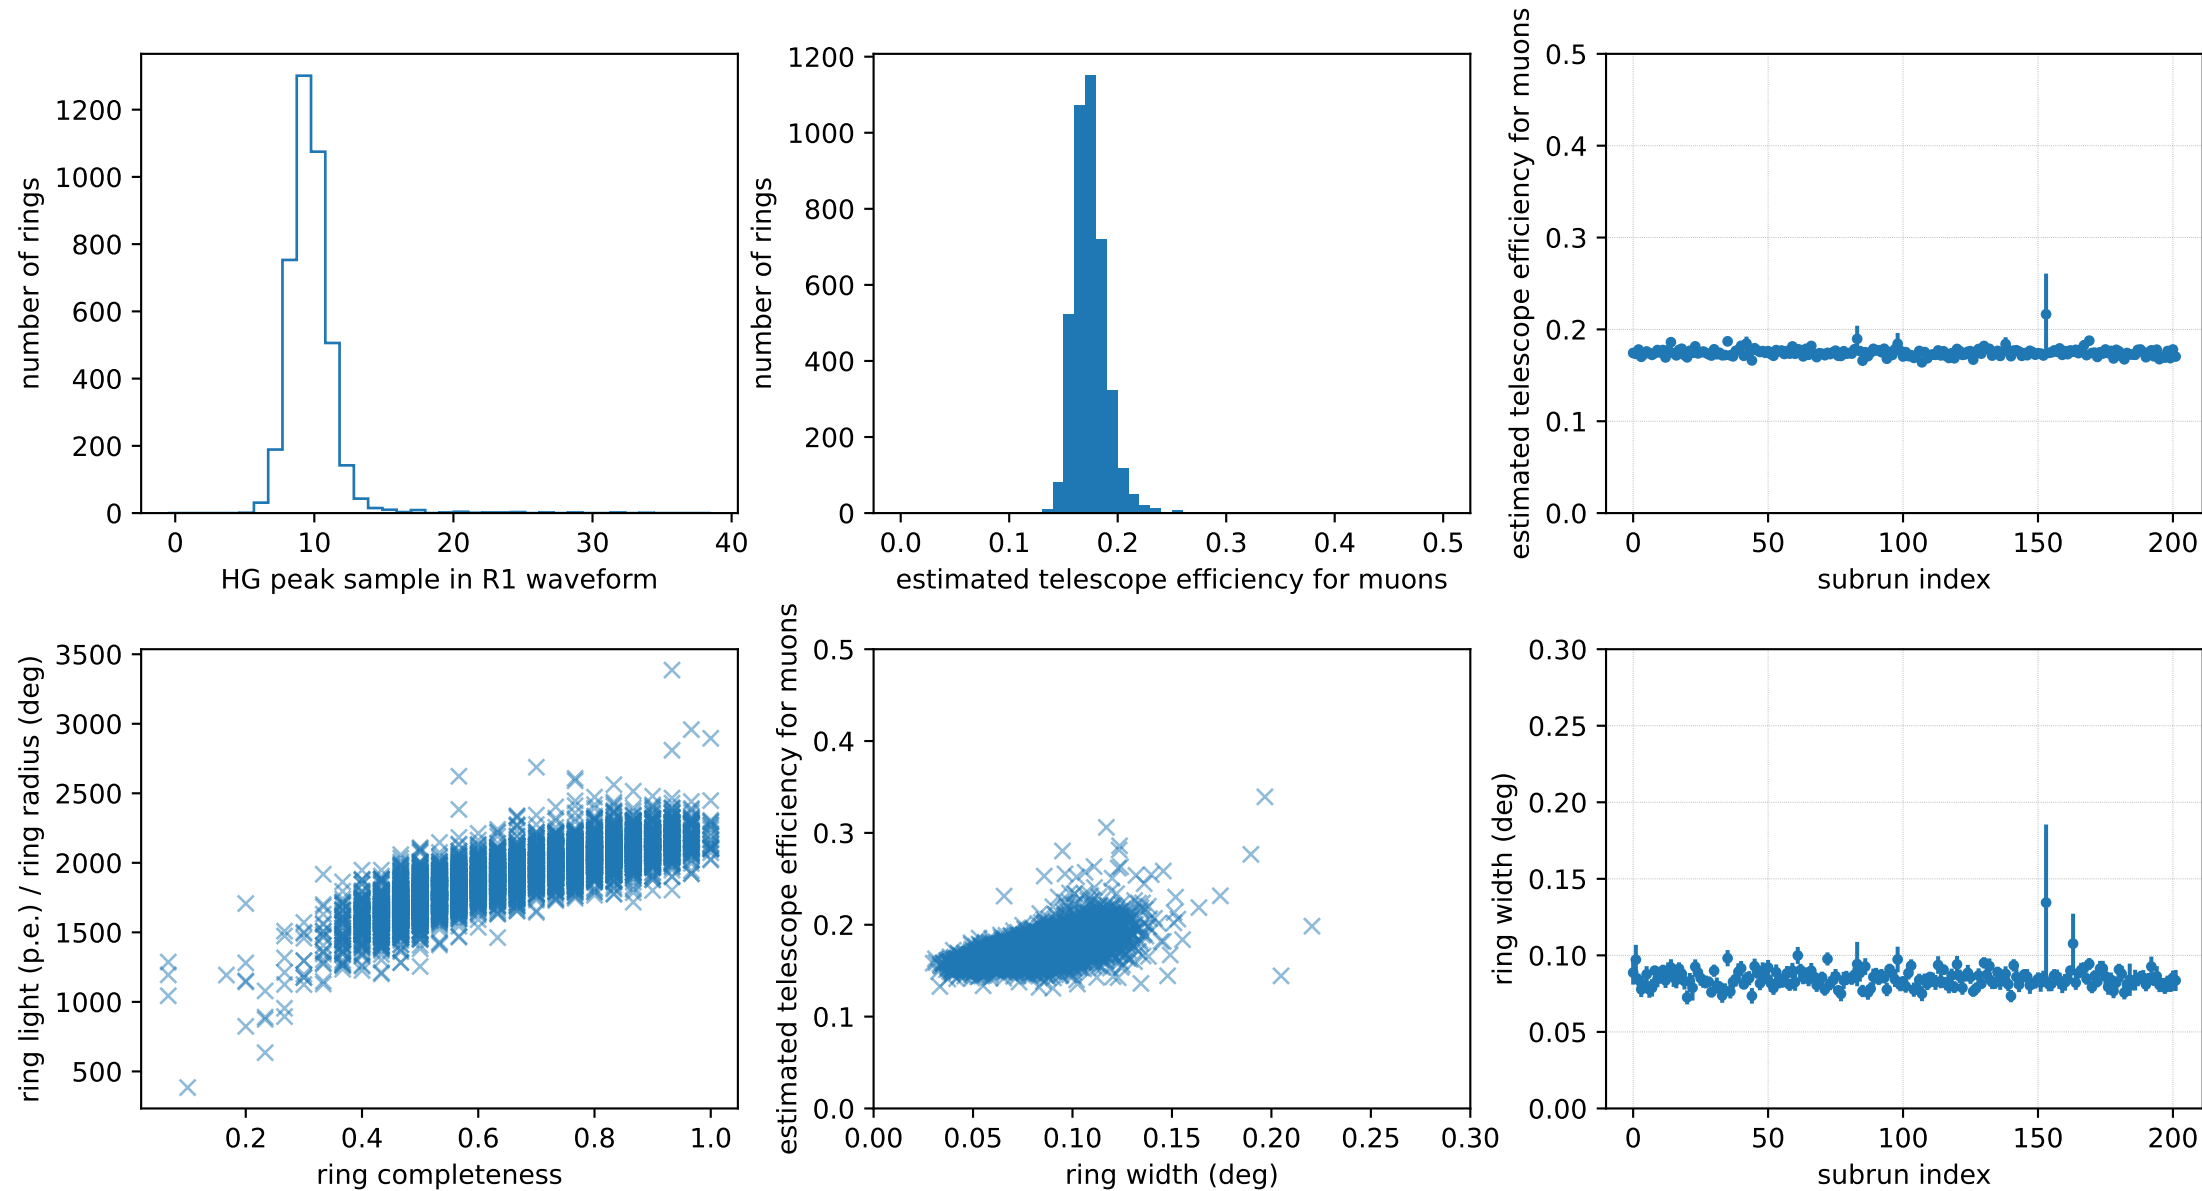 number of rings
1200
1000
800
600
400
200
0
0 10 20 30 40
HG peak sample in R1 waveform
number of rings
1200
1000
800
600
400
200
0
0.0 0.1 0.2 0.3 0.4 0.5
estimated telescope efficiency for muons
estimated telescope efficiency for muons
0.5
0.4
0.3
0.2
0.1
0.0
0 50 100 150 200
subrun index
ring light (p.e.) / ring radius (deg)
3500
3000
2500
2000
1500
1000
500
0.2 0.4 0.6 0.8 1.0
ring completeness
estimated telescope efficiency for muons
0.5
0.4
0.3
0.2
0.1
0.0
0.00 0.05 0.10 0.15 0.20 0.25 0.30
ring width (deg)
ring width (deg)
0.30
0.25
0.20
0.15
0.10
0.05
0.00
0 50 100 150 200
subrun index